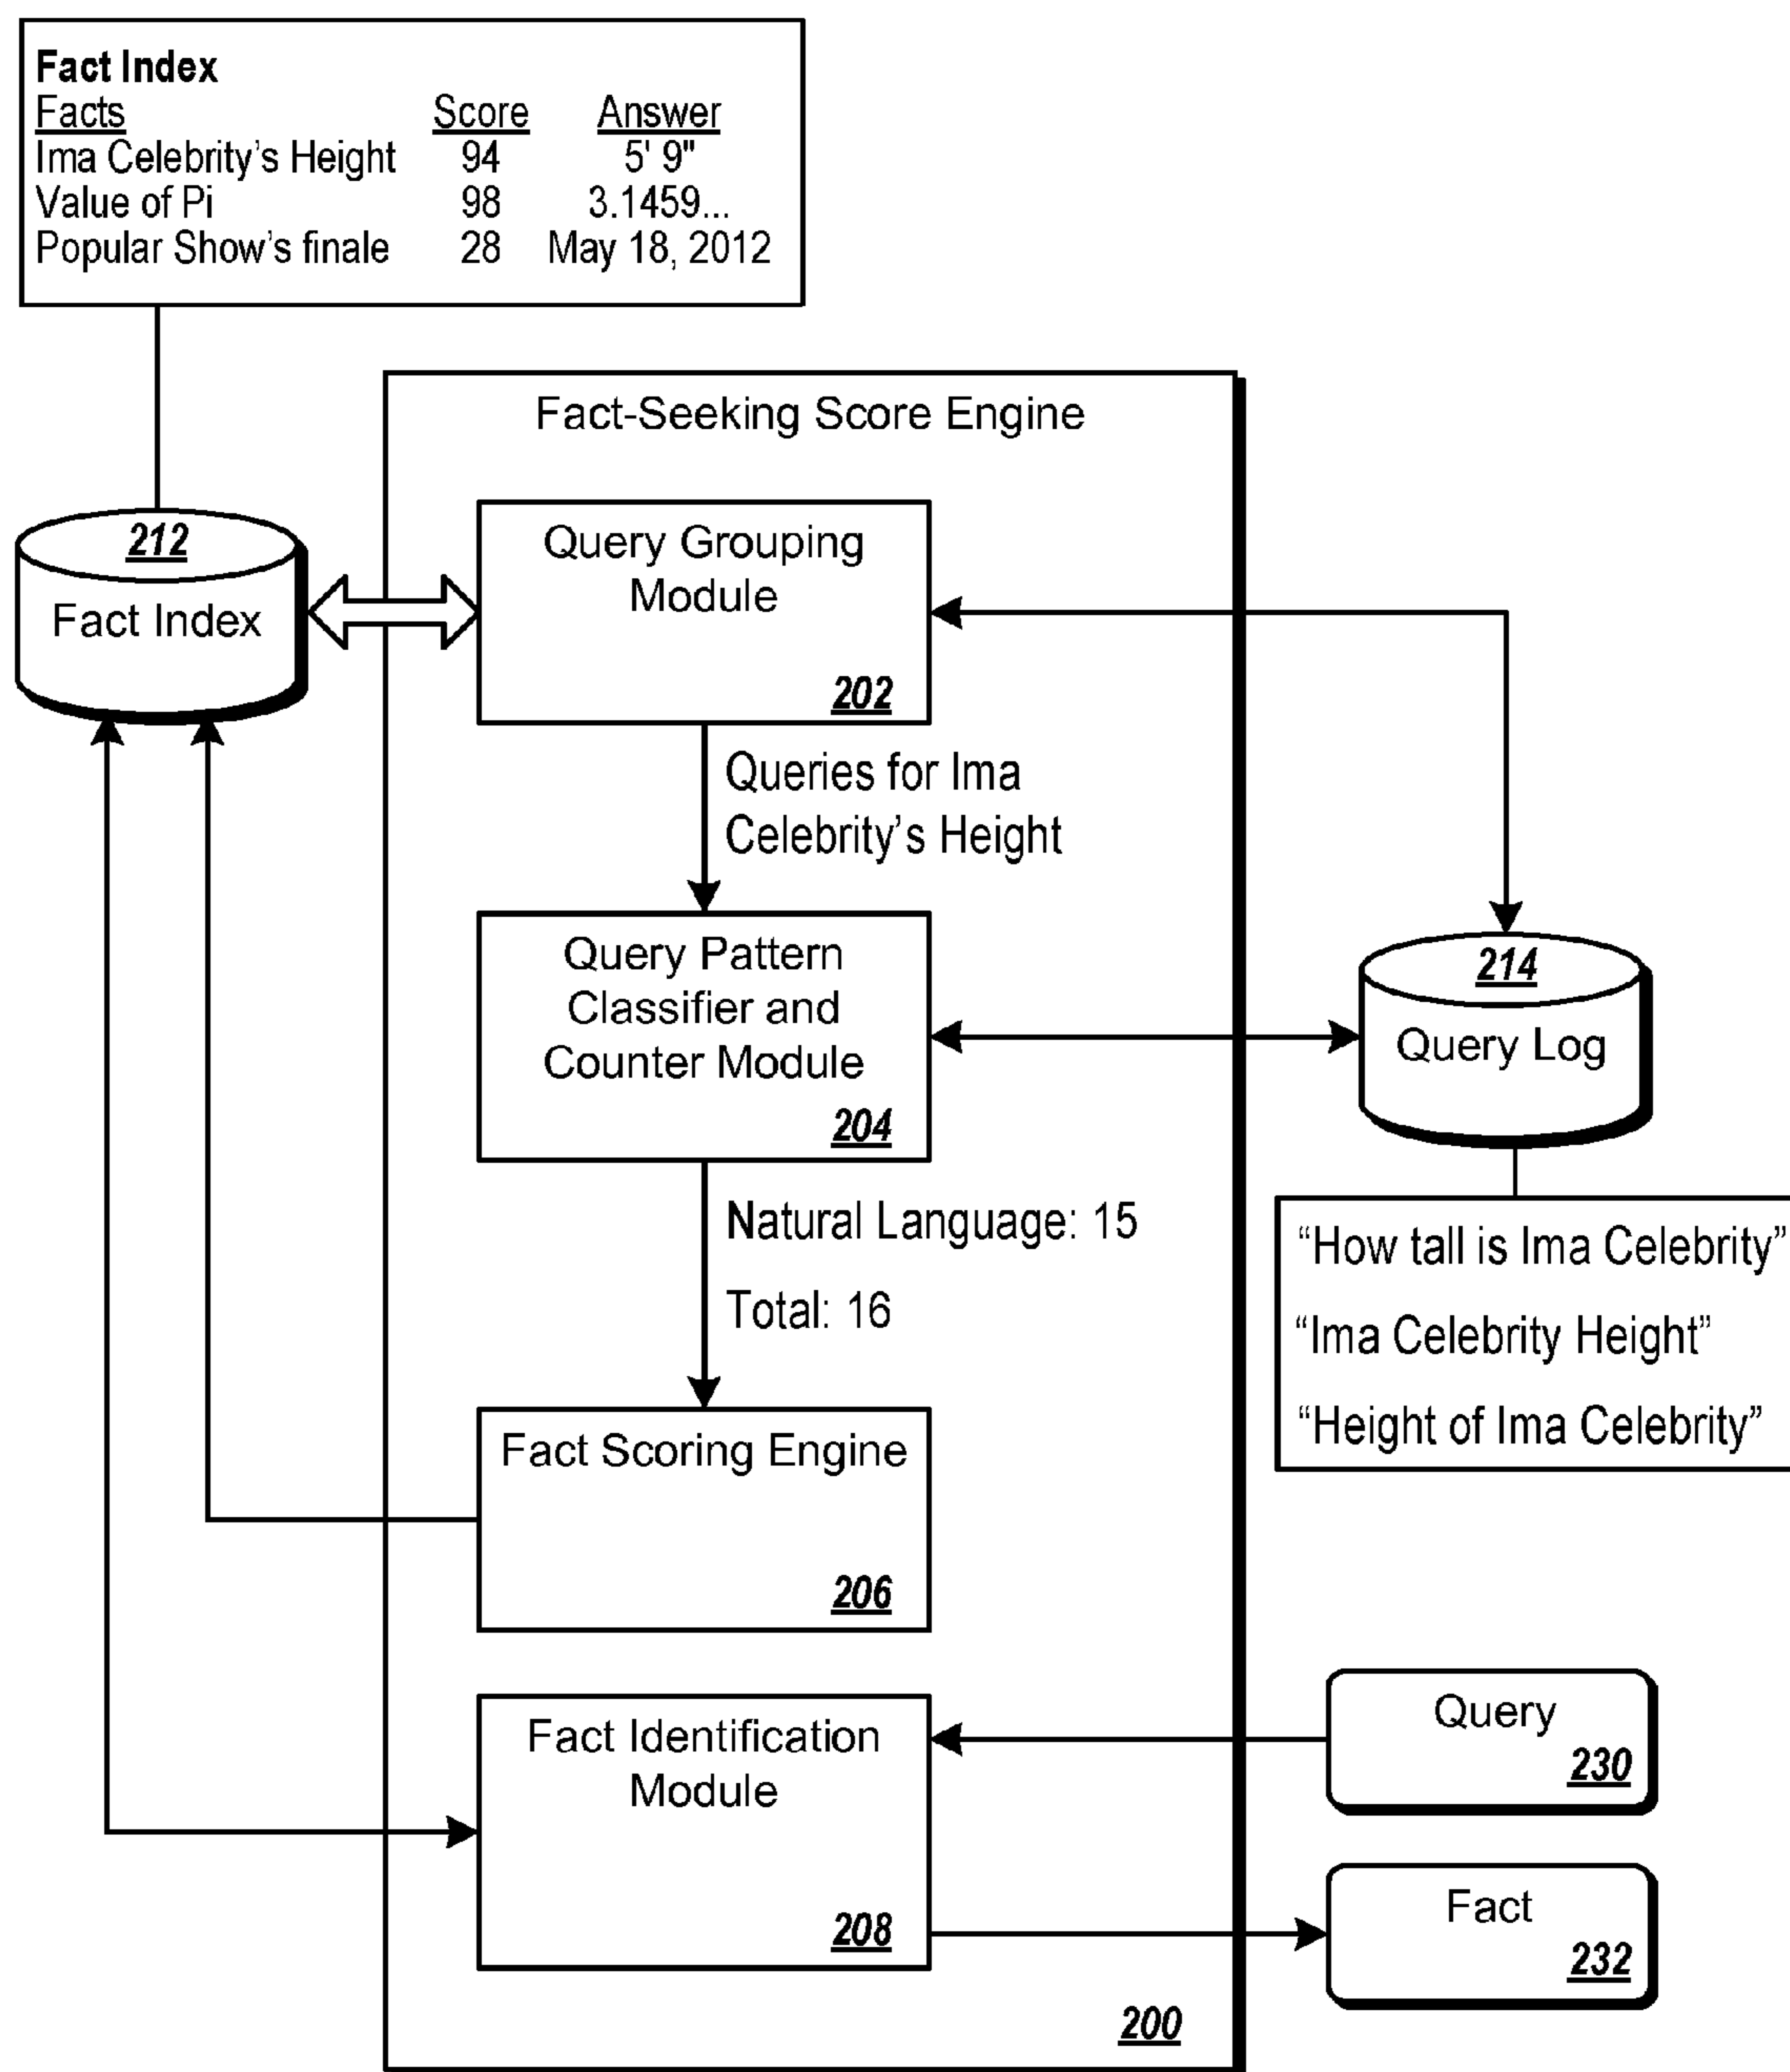 Fact Index
Facts Score Answer
Ima Celebrity’s Height 94 5' 9"
Value of Pi 98 3.1459...
Popular Show’s finale 28 May 18, 2012
Fact-Seeking Score Engine
212
Fact Index
Query Grouping
Module
202
Queries for Ima
Celebrity’s Height
Query Pattern
Classifier and
Counter Module
204
214
Query Log
Natural Language: 15
Total: 16
“How tall is Ima Celebrity”
“Ima Celebrity Height”
“Height of Ima Celebrity”
Fact Scoring Engine
206
Fact Identification
Module
208
Query
230
Fact
232
200